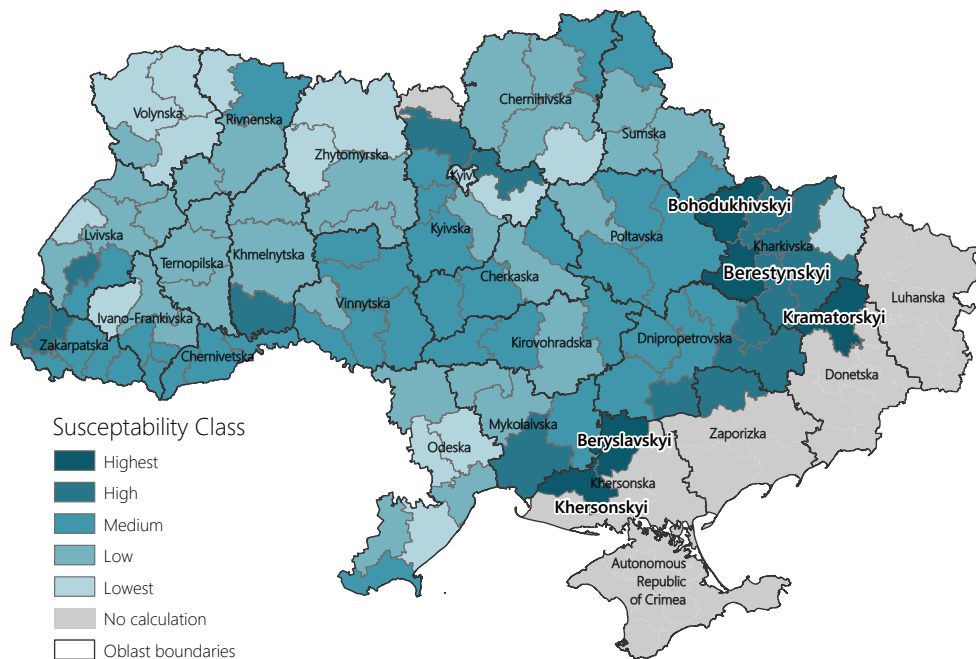 Volynska
Rivnenska
Zhytomyrska
Chernihivska
Sumska
Kyiv
Lvivska
Ternopilska
Khmelnytska
Kyivska
Cherkaska
Poltavska
Bohodukhivskyi
Kharkivska
Berestynskyi
Kramatorskyi
Luhanska
Zakarpatska
Ivano-Frankivska
Chernivetska
Vinnytska
Kirovohradska
Dnipropetrovska
Donetska
Odeska
Mykolaivska
Beryslavskyi
Zaporizka
Khersonska
Khersonskyi
Autonomous
Republic
of Crimea
Susceptability Class
Highest
High
Medium
Low
Lowest
No calculation
Oblast boundaries